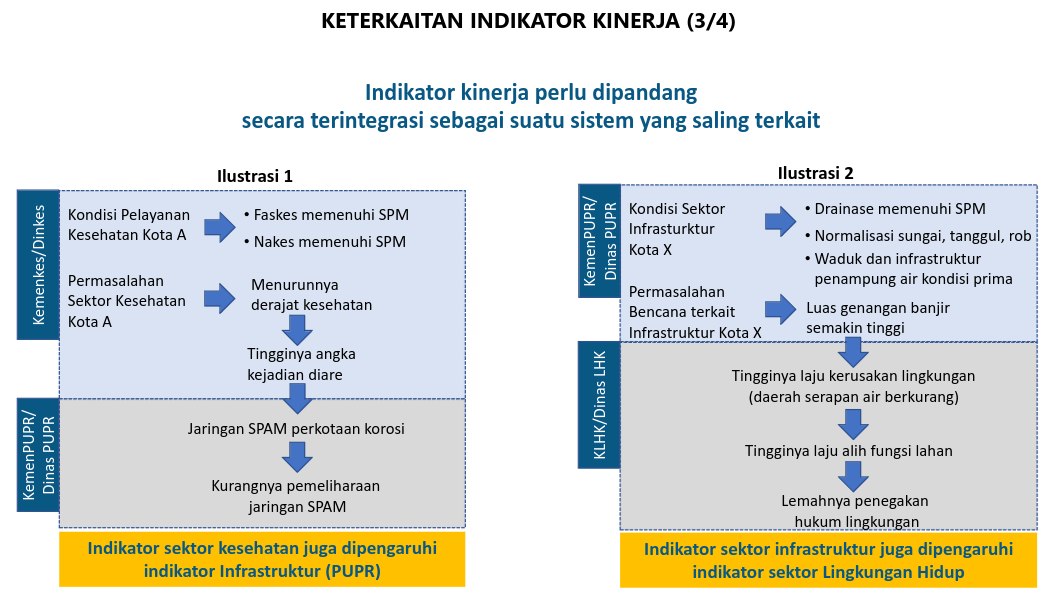 KETERKAITAN INDIKATOR KINERJA (3/4)
Indikator kinerja perlu dipandang
secara terintegrasi sebagai suatu sistem yang saling terkait
Ilustrasi 1
Kemenkes/Dinkes
Kondisi Pelayanan
Kesehatan Kota A
• Faskes memenuhi SPM
• Nakes memenuhi SPM
Permasalahan
Sektor Kesehatan
Kota A
Menurunnya
derajat kesehatan
Tingginya angka
kejadian diare
KemenPUPR/
Dinas PUPR
Jaringan SPAM perkotaan korosi
Kurangnya pemeliharaan
jaringan SPAM
Indikator sektor kesehatan juga dipengaruhi
indikator Infrastruktur (PUPR)
Ilustrasi 2
KemenPUPR/
Dinas PUPR
Kondisi Sektor
Infrasturktur
Kota X
• Drainase memenuhi SPM
• Normalisasi sungai, tanggul, rob
• Waduk dan infrastruktur
penampung air kondisi prima
Permasalahan
Bencana terkait
Infrastruktur Kota X
Luas genangan banjir
semakin tinggi
KLHK/Dinas LHK
Tingginya laju kerusakan lingkungan
(daerah serapan air berkurang)
Tingginya laju alih fungsi lahan
Lemahnya penegakan
hukum lingkungan
Indikator sektor infrastruktur juga dipengaruhi
indikator sektor Lingkungan Hidup